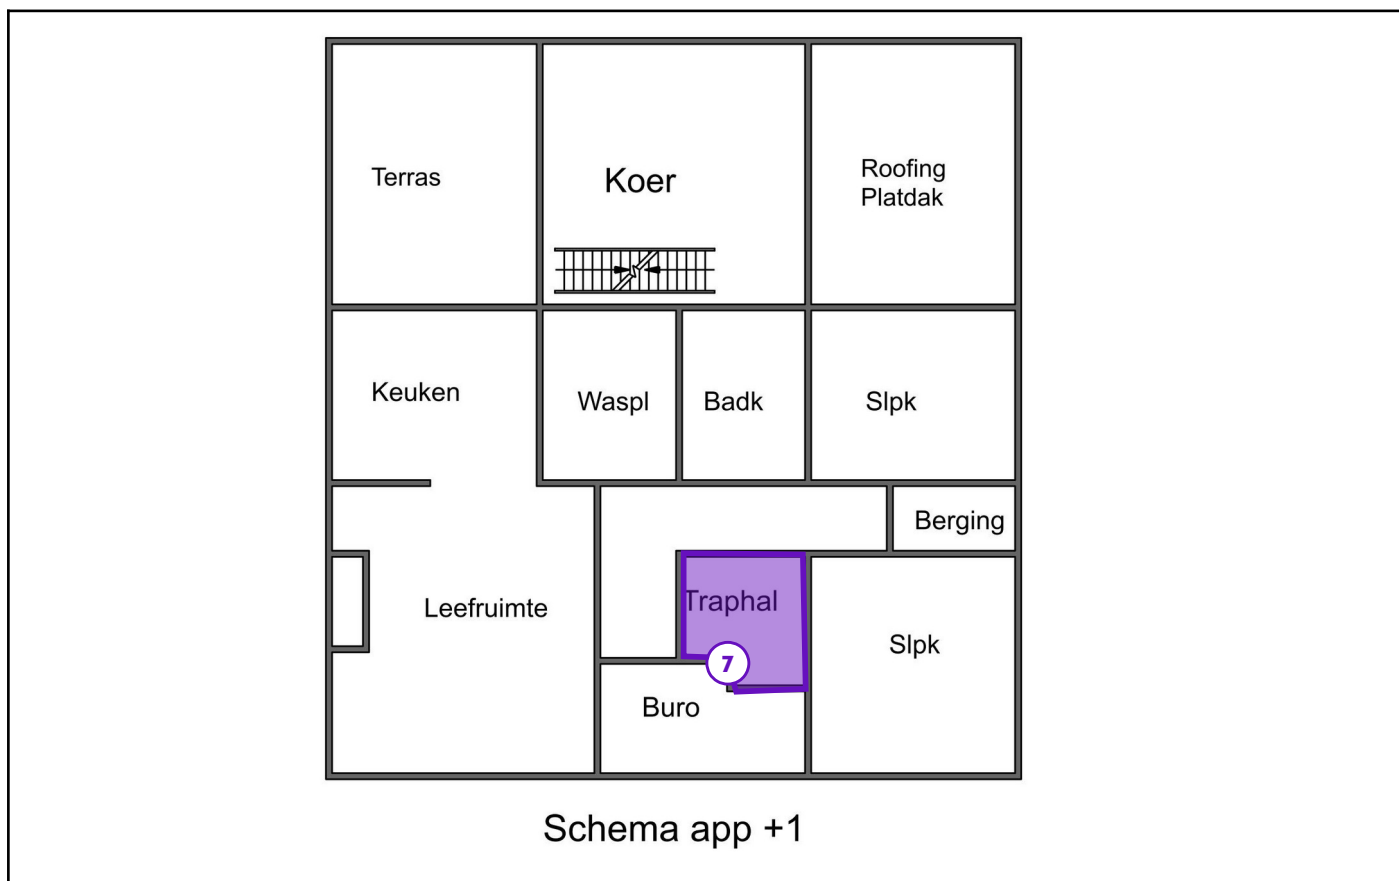 Terras
Koer
Roofing
Platdak
Keuken
Waspl
Badk
Slpk
Berging
Leefruimte
Traphal
Slpk
7
Buro
Schema app +1